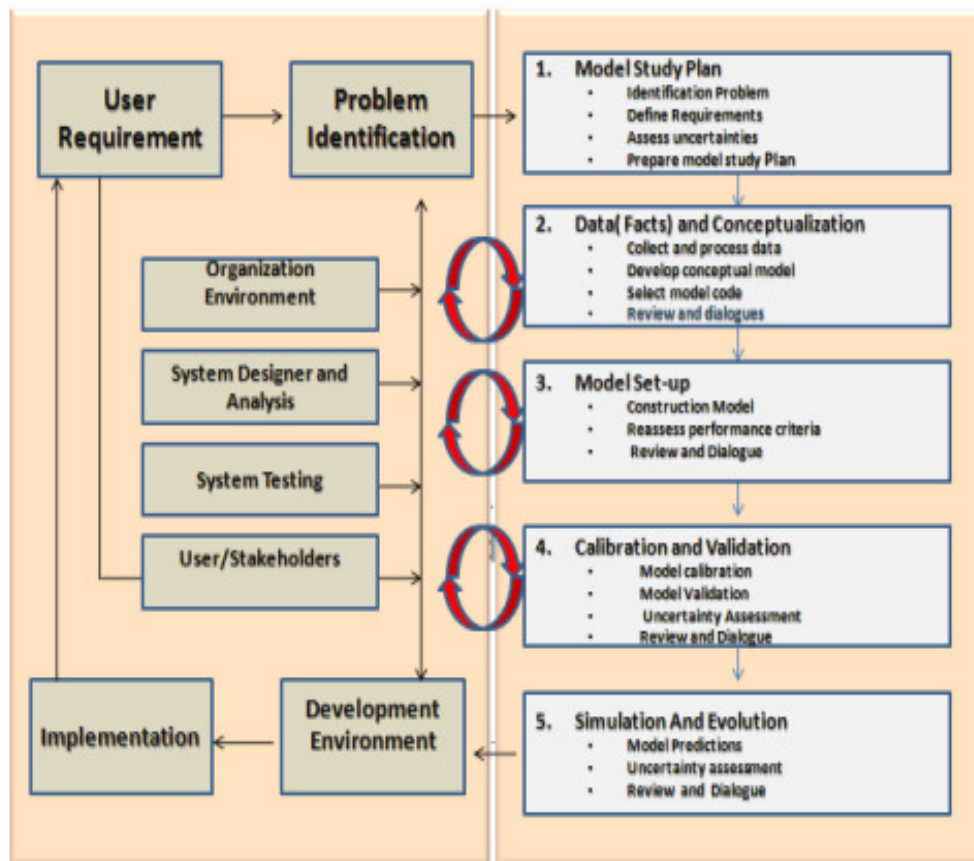 User
Requirement
Problem
Identification
Organization
Environment
System Designer and
Analysis
System Testing
User/Stakeholders
Implementation
Development
Environment
1. Model Study Plan
• Identification Problem
• Define Requirements
• Assess uncertainties
• Prepare model study Plan
2. Data( Facts) and Conceptualization
• Collect and process data
• Develop conceptual model
• Select model code
• Review and dialogues
3. Model Set-up
• Construction Model
• Reassess performance criteria
• Review and Dialogue
4. Calibration and Validation
• Model calibration
• Model Validation
• Uncertainty Assessment
• Review and Dialogue
5. Simulation And Evolution
• Model Predictions
• Uncertainty assessment
• Review and Dialogue